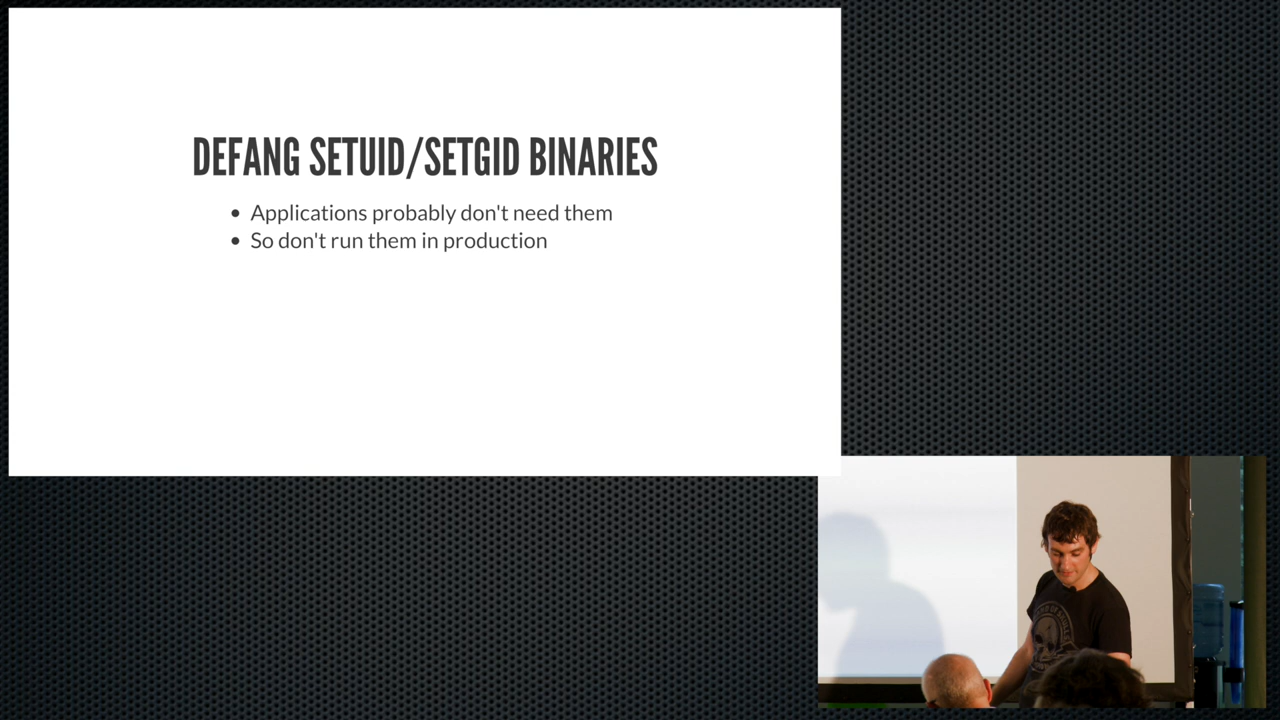 DEFANG SETUID/SETGID BINARIES
Applications probably don't need them
So don't run them in production